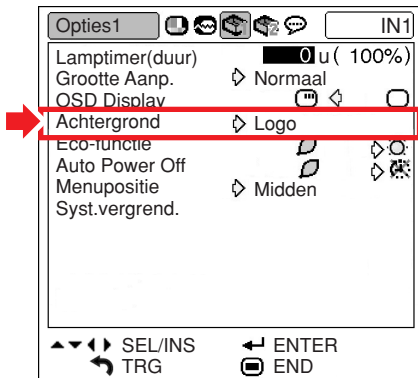 Opties1 IN1
Lamptimer(duur) 0 u ( 100%)
Grootte Aanp. Normaal
OSD Display
Achtergrond Logo
Eco-functie
Auto Power Off
Menupositie Midden
Syst.vergrend.
SEL/INS ENTER
TRG END